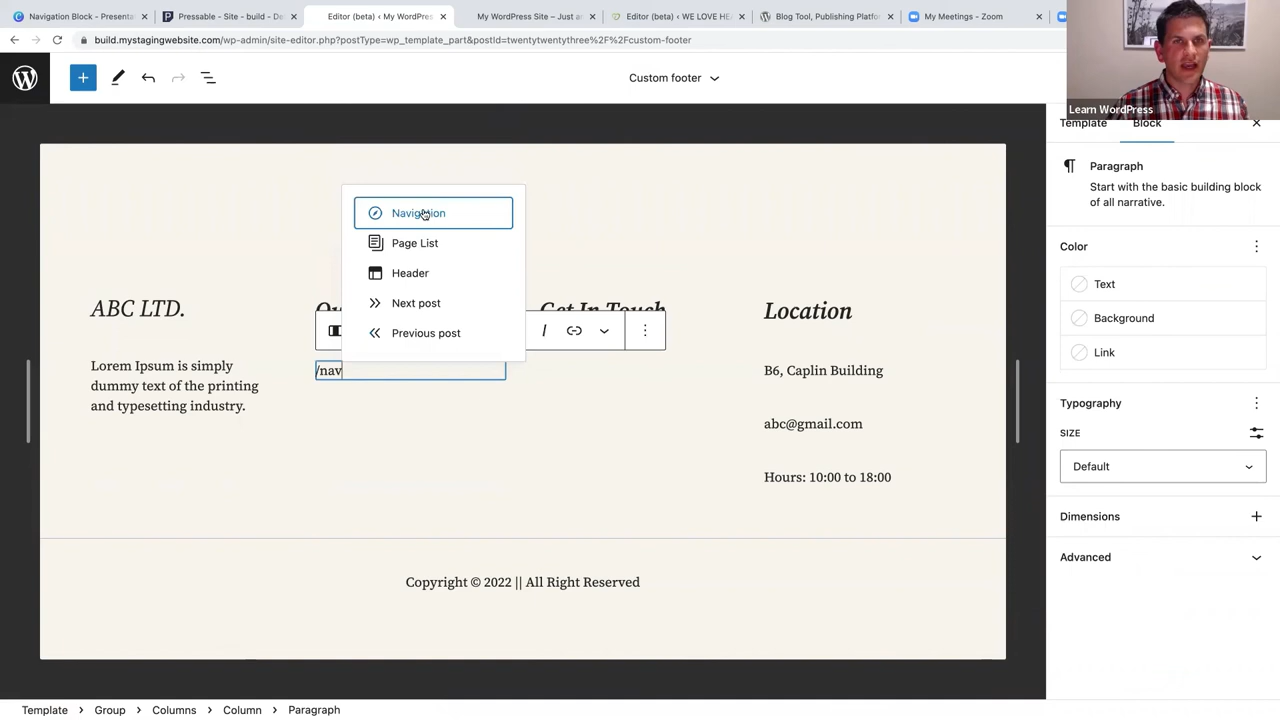 Navigation Block - Presenta
Pressable - Site - build - De
Editor (beta) ‹ My WordPres
My WordPress Site – Just an
Editor (beta) ‹ WE LOVE HE
Blog Tool, Publishing Platfo
My Meetings - Zoom
build.mystagingwebsite.com/wp-admin/site-editor.php?postType=wp_template_part&postId=twentytwentythree%2F%2Fcustom-footer
Custom footer
Learn WordPress
Template
Block
Paragraph
Start with the basic building block
of all narrative.
Color
Text
Background
Link
Typography
SIZE
Default
Dimensions
Advanced
Navigation
Page List
Header
Next post
Previous post
ABC LTD.
Lorem Ipsum is simply
dummy text of the printing
and typesetting industry.
/nav
Get In Touch
Location
B6, Caplin Building
abc@gmail.com
Hours: 10:00 to 18:00
Copyright © 2022 || All Right Reserved
Template > Group > Columns > Column > Paragraph